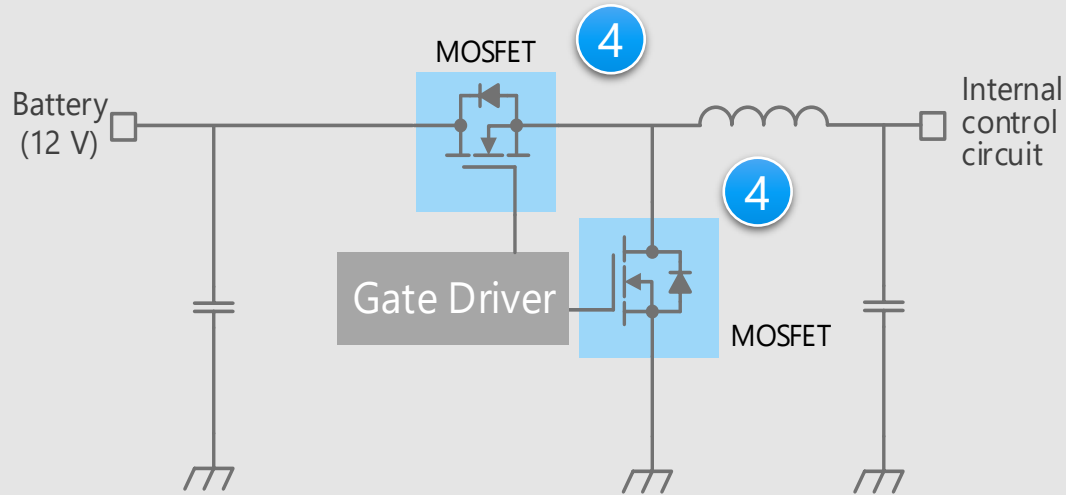 MOSFET
4
Battery
(12 V)
Internal
control
circuit
4
Gate Driver
MOSFET